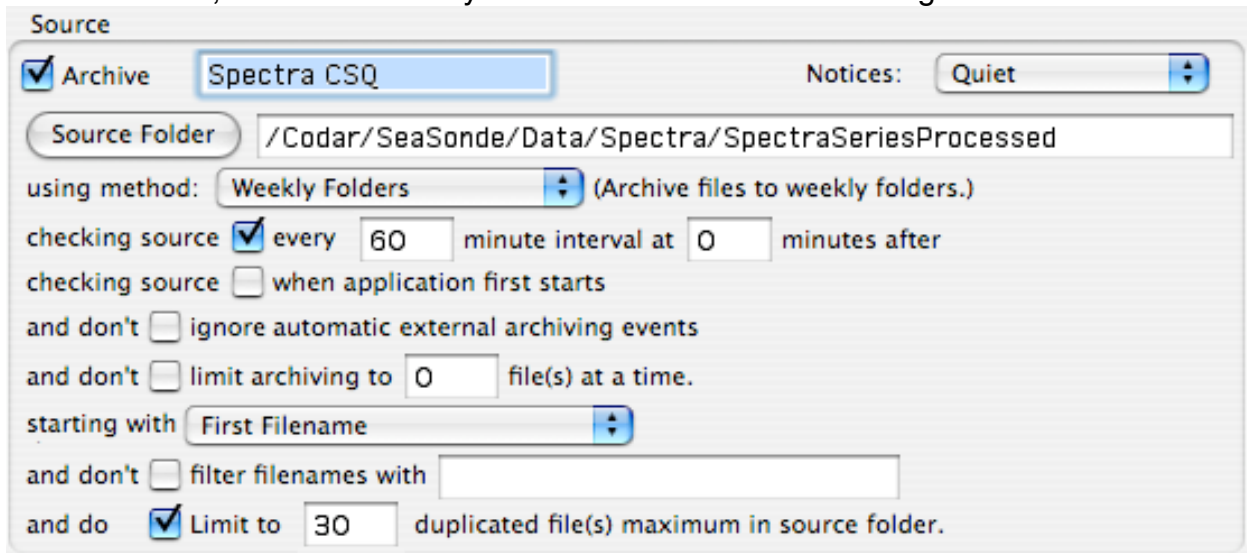 Source
Archive Spectra CSQ Notices: Quiet
Source Folder /Codar/SeaSonde/Data/Spectra/SpectraSeriesProcessed
using method: Weekly Folders (Archive files to weekly folders.)
checking source every 60 minute interval at 0 minutes after
checking source when application first starts
and don't ignore automatic external archiving events
and don't limit archiving to 0 file(s) at a time.
starting with First Filename
and don't filter filenames with
and do Limit to 30 duplicated file(s) maximum in source folder.